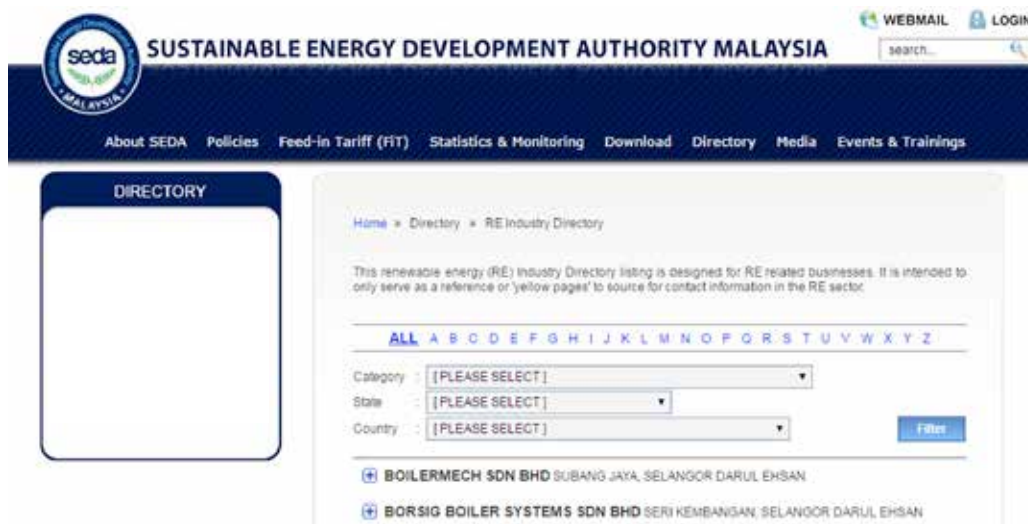 WEBMAIL LOGIN
seda
MALAYSIA
SUSTAINABLE ENERGY DEVELOPMENT AUTHORITY MALAYSIA
search...
About SEDA Policies Feed-in Tariff (FiT) Statistics & Monitoring Download Directory Media Events & Trainings
DIRECTORY
Home » Directory » RE Industry Directory
This renewable energy (RE) Industry Directory listing is designed for RE related businesses. It is intended to
only serve as a reference or 'yellow pages' to source for contact information in the RE sector.
ALL A B C D E F G H I J K L M N O P Q R S T U V W X Y Z
Category : [ PLEASE SELECT ]
State : [ PLEASE SELECT ]
Country : [ PLEASE SELECT ]
Filter
BOILERMECH SDN BHD SUBANG JAYA, SELANGOR DARUL EHSAN
BORSIG BOILER SYSTEMS SDN BHD SERI KEMBANGAN, SELANGOR DARUL EHSAN